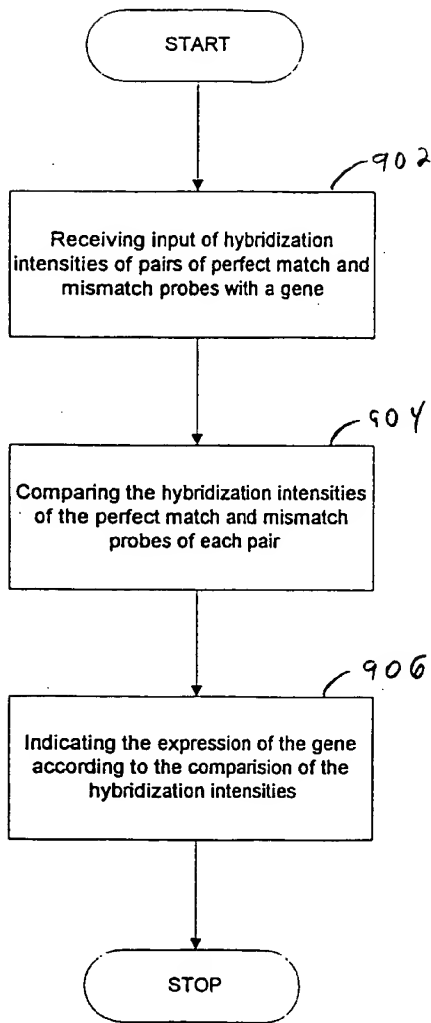 START
902
Receiving input of hybridization
intensities of pairs of perfect match and
mismatch probes with a gene
904
Comparing the hybridization intensities
of the perfect match and mismatch
probes of each pair
906
Indicating the expression of the gene
according to the comparision of the
hybridization intensities
STOP